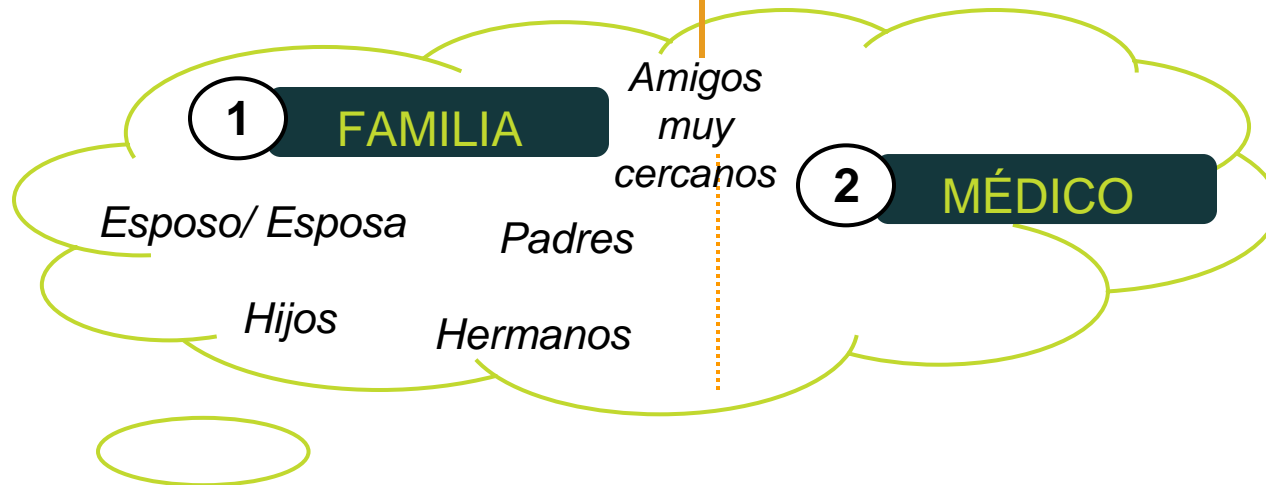 1
FAMILIA
Amigos
muy
cercanos
2
MÉDICO
Esposo/ Esposa
Padres
Hijos
Hermanos